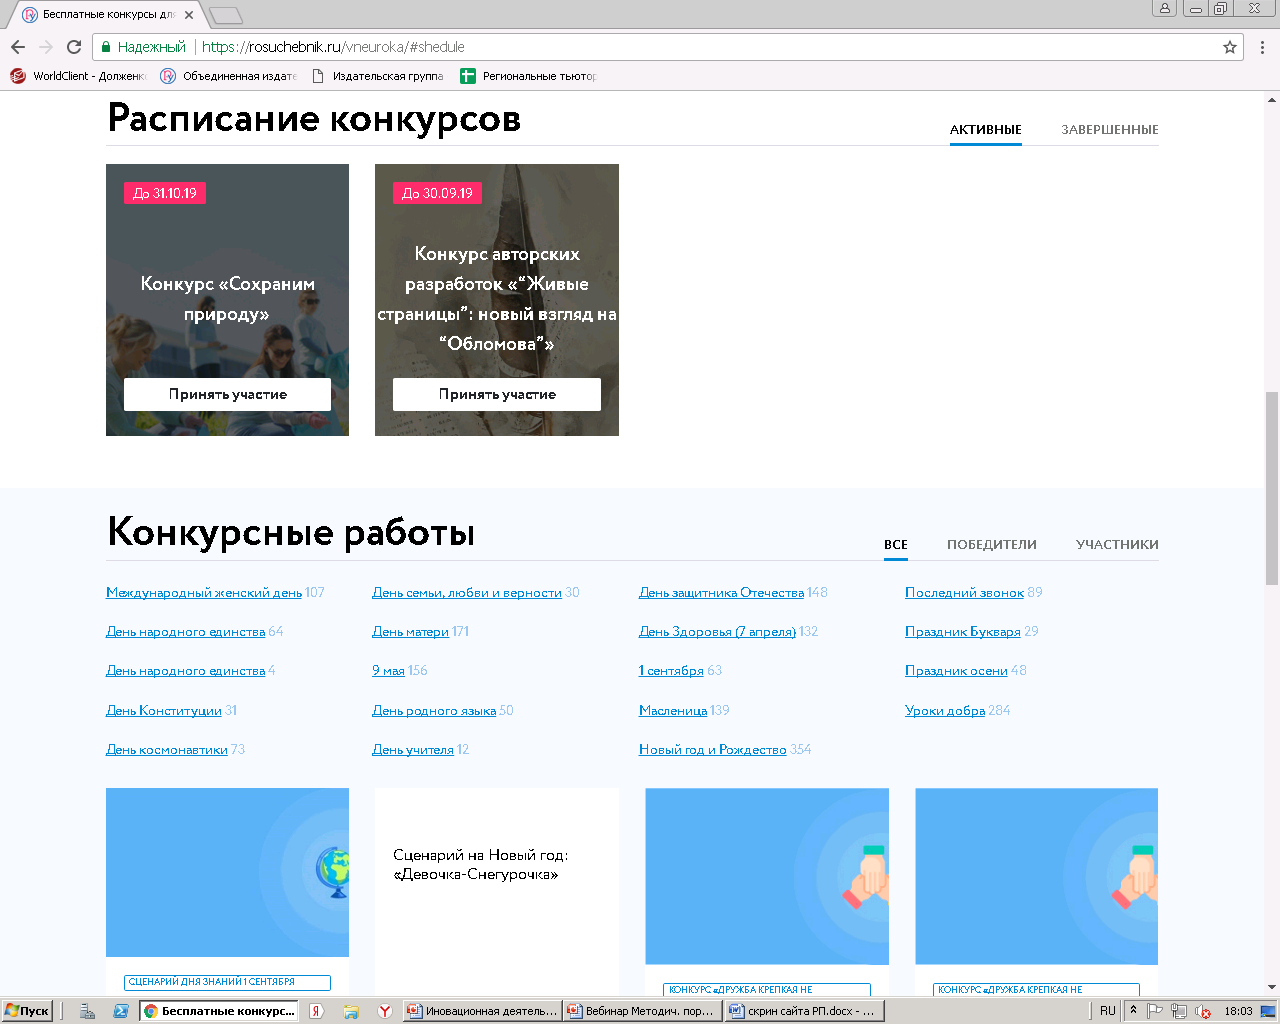 Бесплатные конкурсы для
Надежный https://rosuchebnik.ru/vneuroka/#shedule
WorldClient - Долженко Объединенная издате Издательская группа Региональные тьютор
Расписание конкурсов
АКТИВНЫЕ ЗАВЕРШЕННЫЕ
До 31.10.19
Конкурс «Сохраним
природу»
Принять участие
До 30.09.19
Конкурс авторских
разработок «“Живые
страницы”: новый взгляд на
“Обломова”»
Принять участие
Конкурсные работы
ВСЕ ПОБЕДИТЕЛИ УЧАСТНИКИ
Международный женский день 107 День семьи, любви и верности 30 День защитника Отечества 148 Последний звонок 89
День народного единства 64 День матери 171 День Здоровья (7 апреля) 132 Праздник Букваря 29
День народного единства 4 9 мая 156 1 сентября 63 Праздник осени 48
День Конституции 31 День родного языка 50 Масленица 139 Уроки добра 284
День космонавтики 73 День учителя 12 Новый год и Рождество 354
Сценарий на Новый год:
«Девочка-Снегурочка»
СЦЕНАРИЙ ДНЯ ЗНАНИЙ 1 СЕНТЯБРЯ
КОНКУРС «ДРУЖБА КРЕПКАЯ НЕ КОНКУРС «ДРУЖБА КРЕПКАЯ НЕ
Пуск Бесплатные конкурс... Иновационная деятель... Вебинар Методич. пор... скрин сайта РП.docx - ... RU 18:03